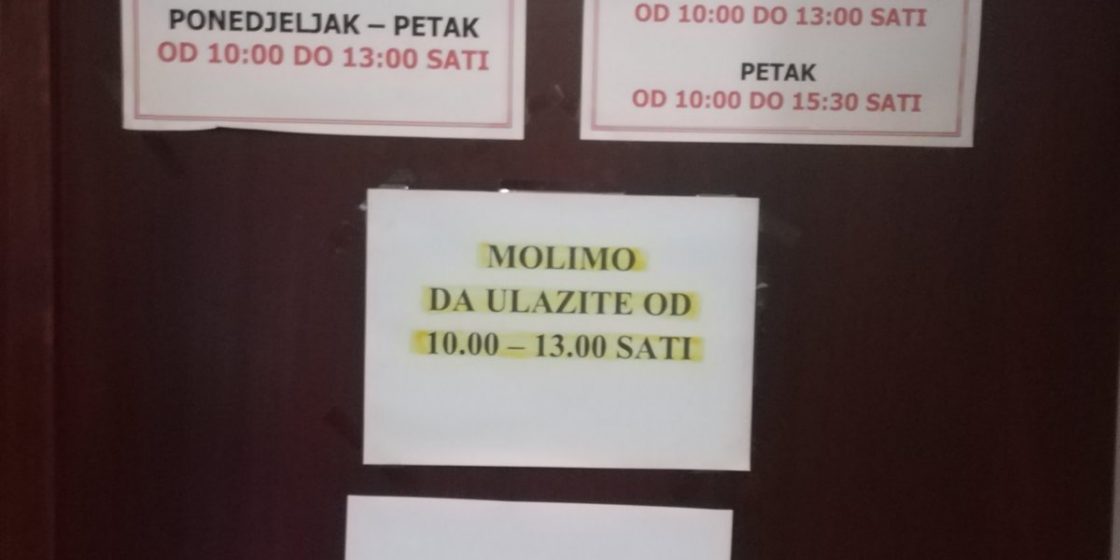 PONEDJELJAK – PETAK
OD 10:00 DO 13:00 SATI
OD 10:00 DO 13:00 SATI
PETAK
OD 10:00 DO 15:30 SATI
MOLIMO
DA ULAZITE OD
10.00 – 13.00 SATI